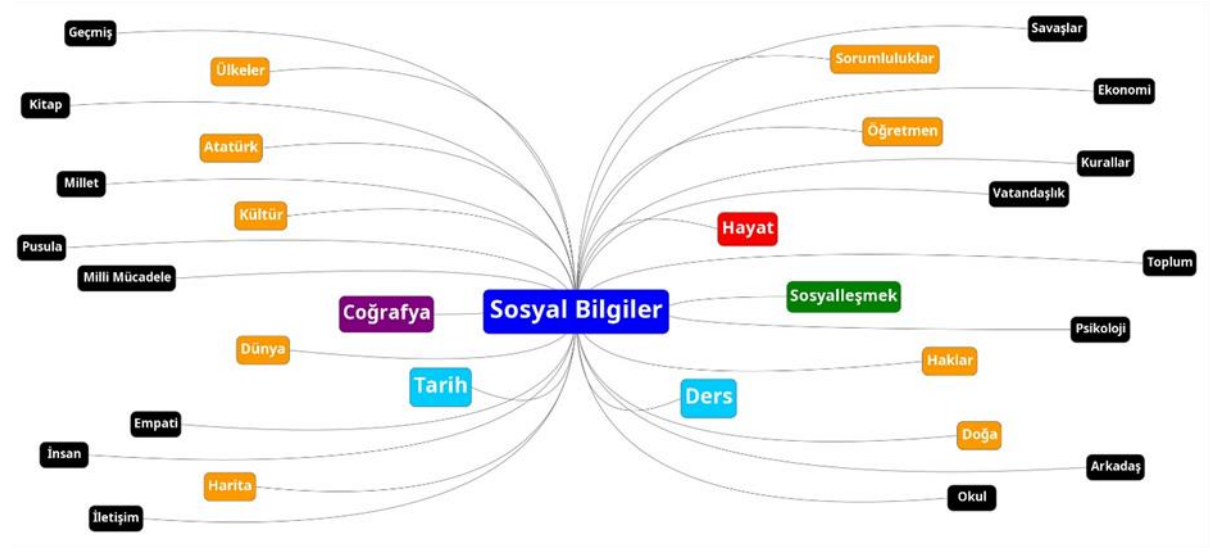 Geçmiş
Ülkeler
Kitap
Atatürk
Millet
Kültür
Pusula
Milli Mücadele
Coğrafya
Dünya
Tarih
Empati
İnsan
Harita
İletişim
Sosyal Bilgiler
Savaşlar
Sorumluluklar
Ekonomi
Öğretmen
Kurallar
Vatandaşlık
Hayat
Toplum
Sosyalleşmek
Psikoloji
Haklar
Ders
Doğa
Arkadaş
Okul